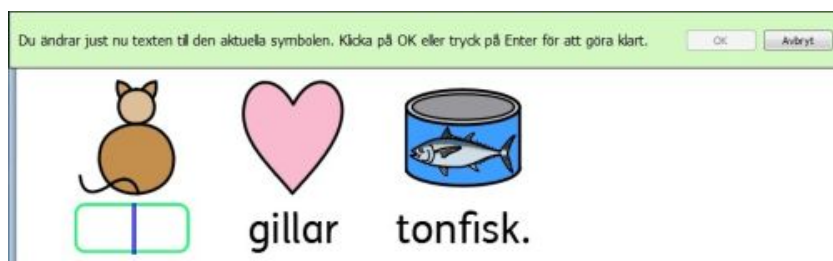 Du ändrar just nu texten till den aktuella symbolen. Klicka på OK eller tryck på Enter för att göra klart. OK Avbryt
gillar tonfisk.